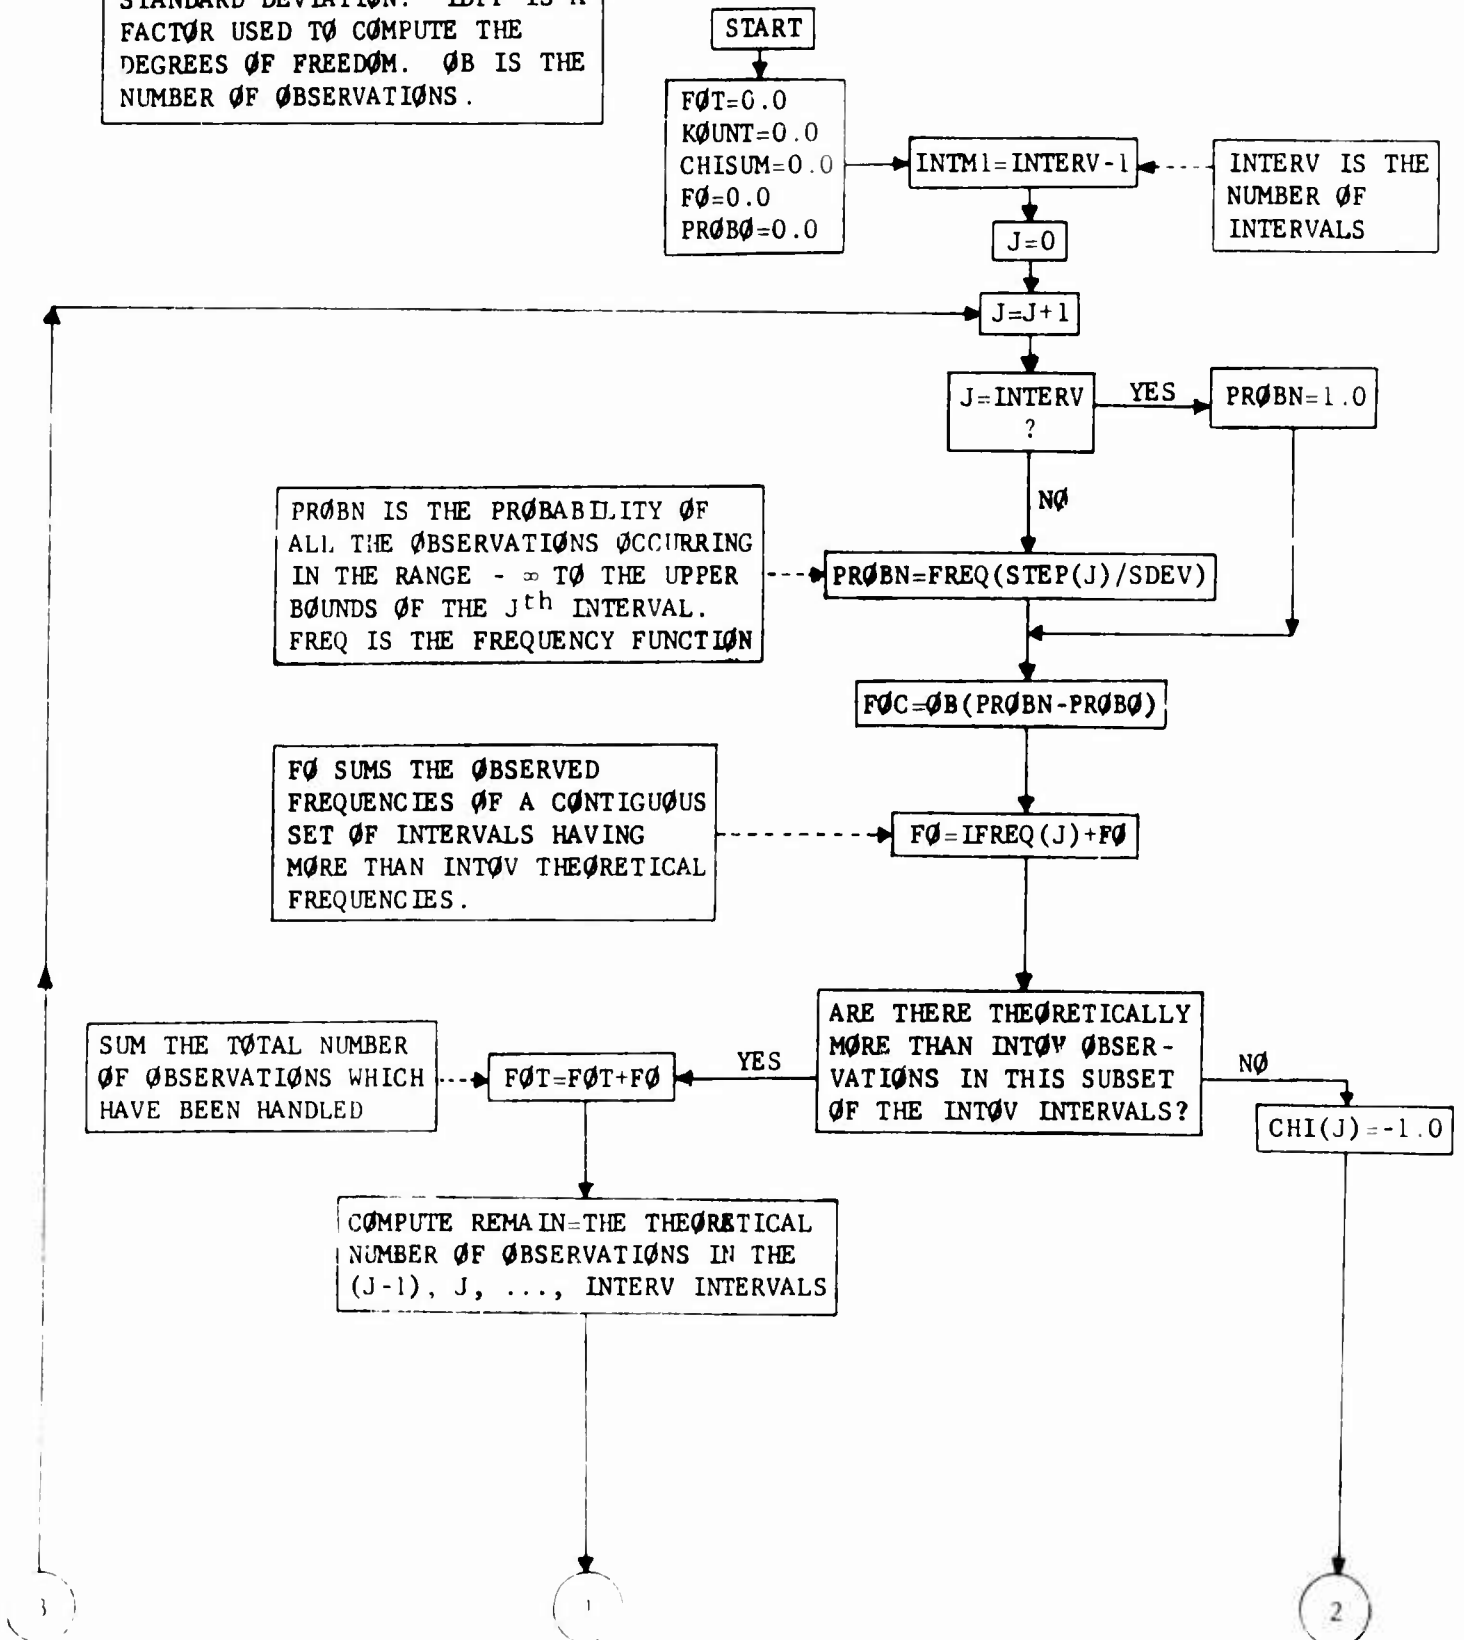 STANDARD DEVIATIØN. IDFF IS A
FACTØR USED TØ CØMPUTE THE
DEGREES ØF FREEDØM. ØB IS THE
NUMBER ØF ØBSERVATIØNS.
START
FØT=0.0
KØUNT=0.0
CHISUM=0.0
FØ=0.0
PRØBØ=0.0
INTM1=INTERV-1
INTERV IS THE
NUMBER ØF
INTERVALS
J=0
J=J+1
J=INTERV
?
YES
PRØBN=1.0
NØ
PRØBN IS THE PRØBABILITY ØF
ALL THE ØBSERVATIØNS ØCCURRING
IN THE RANGE - ∞ TØ THE UPPER
BØUNDS ØF THE Jth INTERVAL.
FREQ IS THE FREQUENCY FUNCTIØN
PRØBN=FREQ(STEP(J)/SDEV)
FØC=ØB(PRØBN-PRØBØ)
FØ SUMS THE ØBSERVED
FREQUENCIES ØF A CØNTIGUØUS
SET ØF INTERVALS HAVING
MØRE THAN INTØV THEØRETICAL
FREQUENCIES.
FØ=IFREQ(J)+FØ
ARE THERE THEØRETICALLY
MØRE THAN INTØV ØBSER-
VATIØNS IN THIS SUBSET
ØF THE INTØV INTERVALS?
YES
NØ
SUM THE TØTAL NUMBER
ØF ØBSERVATIØNS WHICH
HAVE BEEN HANDLED
FØT=FØT+FØ
CHI(J)=-1.0
CØMPUTE REMAIN=THE THEØRETICAL
NUMBER ØF ØBSERVATIØNS IN THE
(J-1), J, ..., INTERV INTERVALS
3
1
2